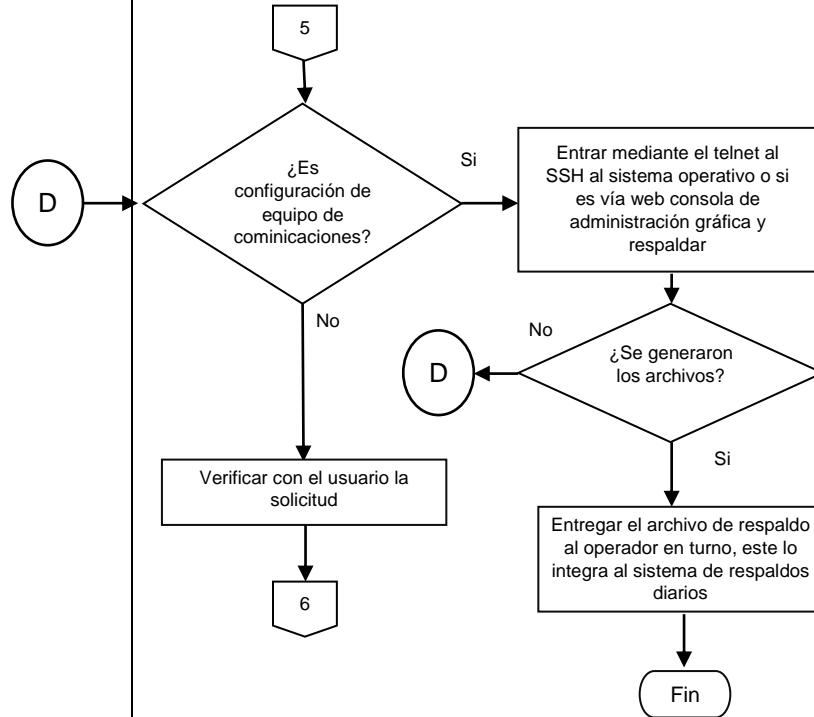 5
D
¿Es
configuración de
equipo de
cominicaciones?
Si
Entrar mediante el telnet al
SSH al sistema operativo o si
es vía web consola de
administración gráfica y
respaldar
No
No
D
¿Se generaron
los archivos?
Si
Verificar con el usuario la
solicitud
Entregar el archivo de respaldo
al operador en turno, este lo
integra al sistema de respaldos
diarios
6
Fin